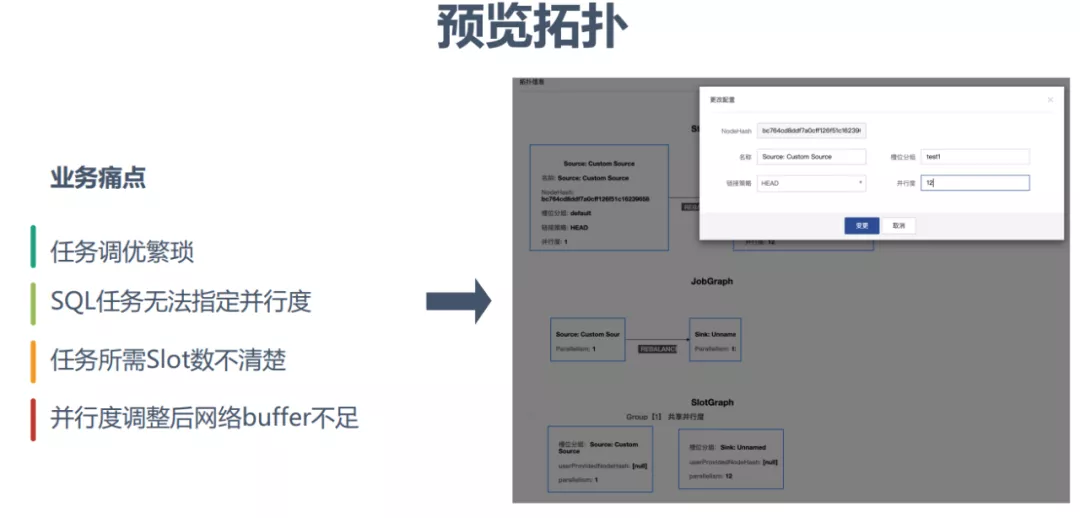 预览拓扑
业务痛点
任务调优繁琐
SQL任务无法指定并行度
任务所需Slot数不清楚
并行度调整后网络buffer不足
拓扑信息
更改配置
NodeHash
bc764cd8ddf7a0cff126f51c16239
名称 Source: Custom Source
槽位分组 test1
链接策略 HEAD
并行度 12
变更 取消
Source: Custom Source
名称: Source: Custom Source
NodeHash:
bc764cd8ddf7a0cff126f51c16239658
槽位分组: default
链接策略: HEAD
并行度: 1
并行度: 12
JobGraph
Source: Custom Sour
Parallelism: 1
REBALANC
Sink: Unname
Parallelism: 1
SlotGraph
Group 【1】 共享并行度
槽位分组: Source: Custom
Source
userProvidedNodeHash: [null]
parallelism: 1
槽位分组: Sink: Unnamed
userProvidedNodeHash: [null]
parallelism: 12